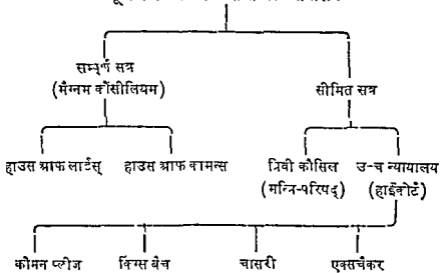 सम्पूर्ण सत्र
(मैग्नम कौंसीलियम)
सीमित सत्र
हाउस आफ लार्टस् हाउस आफ कामन्स प्रिवी कौसिल उच्च न्यायालय
(मन्त्रि-परिषद्) (हाईकोर्ट)
कौमन प्लीज किंग्स बैंच चासरी एक्सचेकर